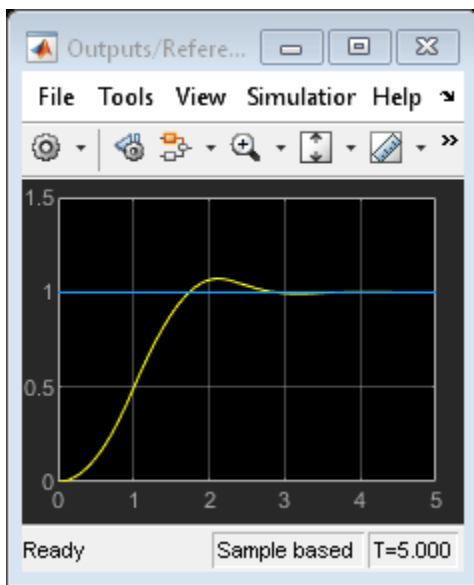 Outputs/Refere...
File Tools View Simulation Help
1.5
1
0.5
0
0 1 2 3 4 5
Ready Sample based T=5.000